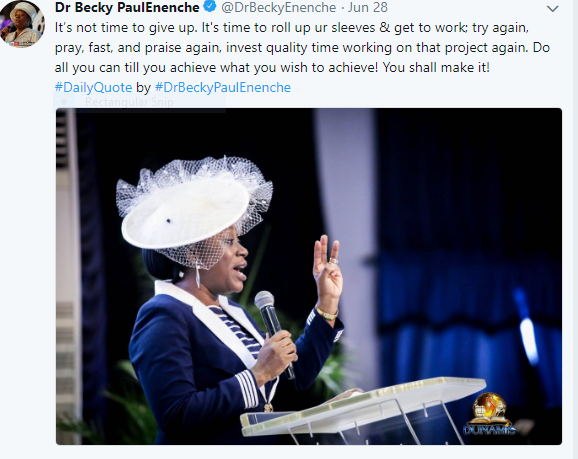 Dr Becky PaulEnenche @DrBeckyEnenche · Jun 28
It's not time to give up. It's time to roll up ur sleeves & get to work; try again,
pray, fast, and praise again, invest quality time working on that project again. Do
all you can till you achieve what you wish to achieve! You shall make it!
#DailyQuote by #DrBeckyPaulEnenche
Rectangular Snip
DUNAMIS